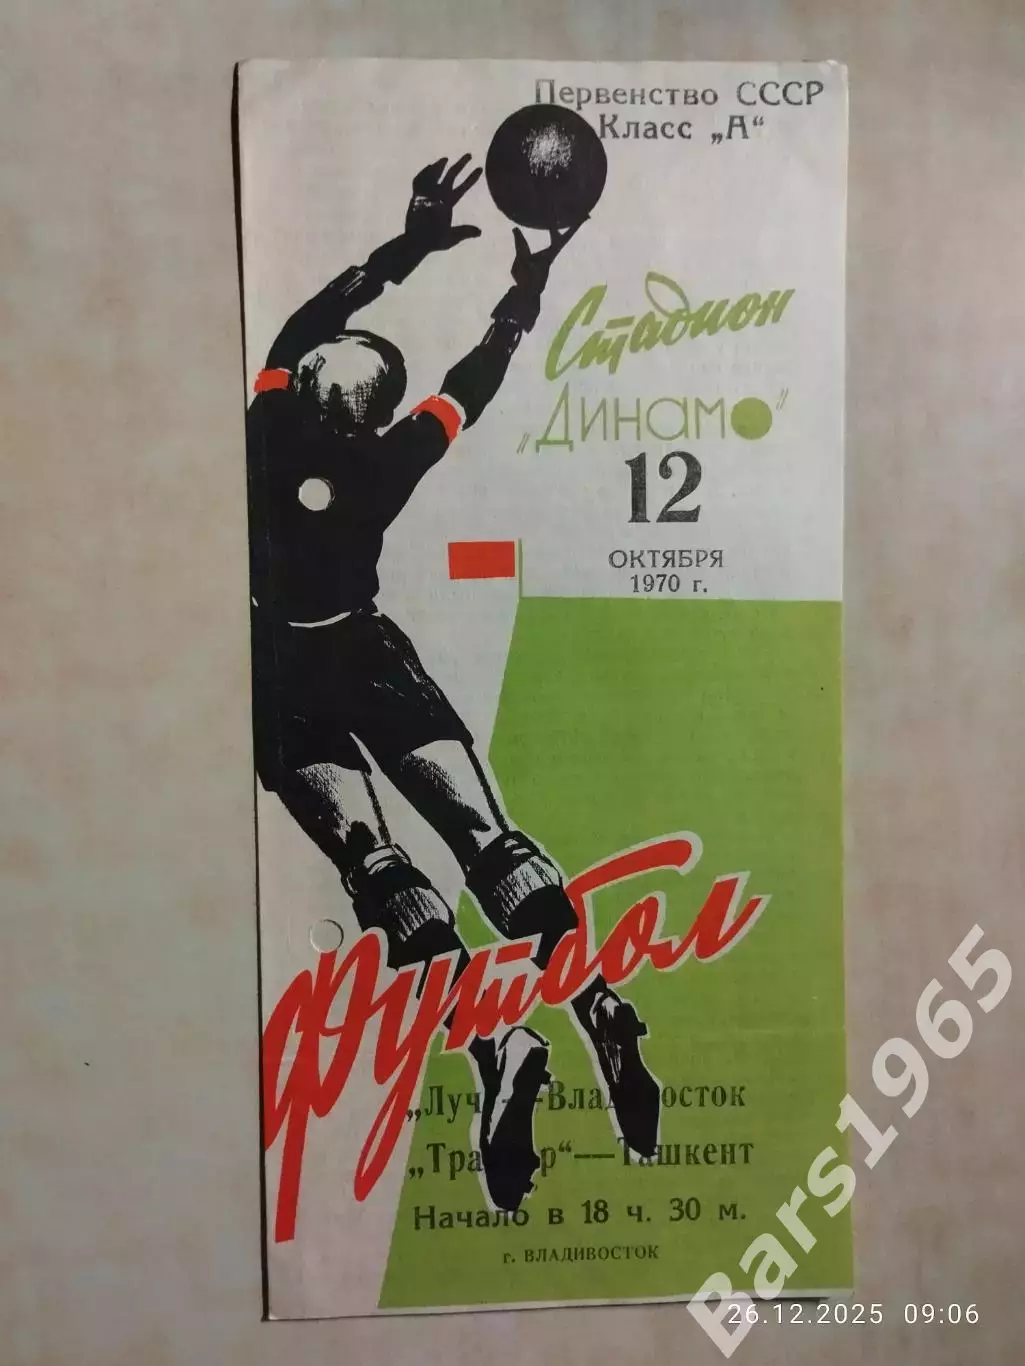 Первенство СССР
Класс „А“
Стадион
„Динамо"
12
ОКТЯБРЯ
1970 г.
Футбол
„Луч“—Владивосток
„Трактор“—Ташкент
Начало в 18 ч. 30 м.
г. ВЛАДИВОСТОК
Bars1965
26.12.2025 09:06